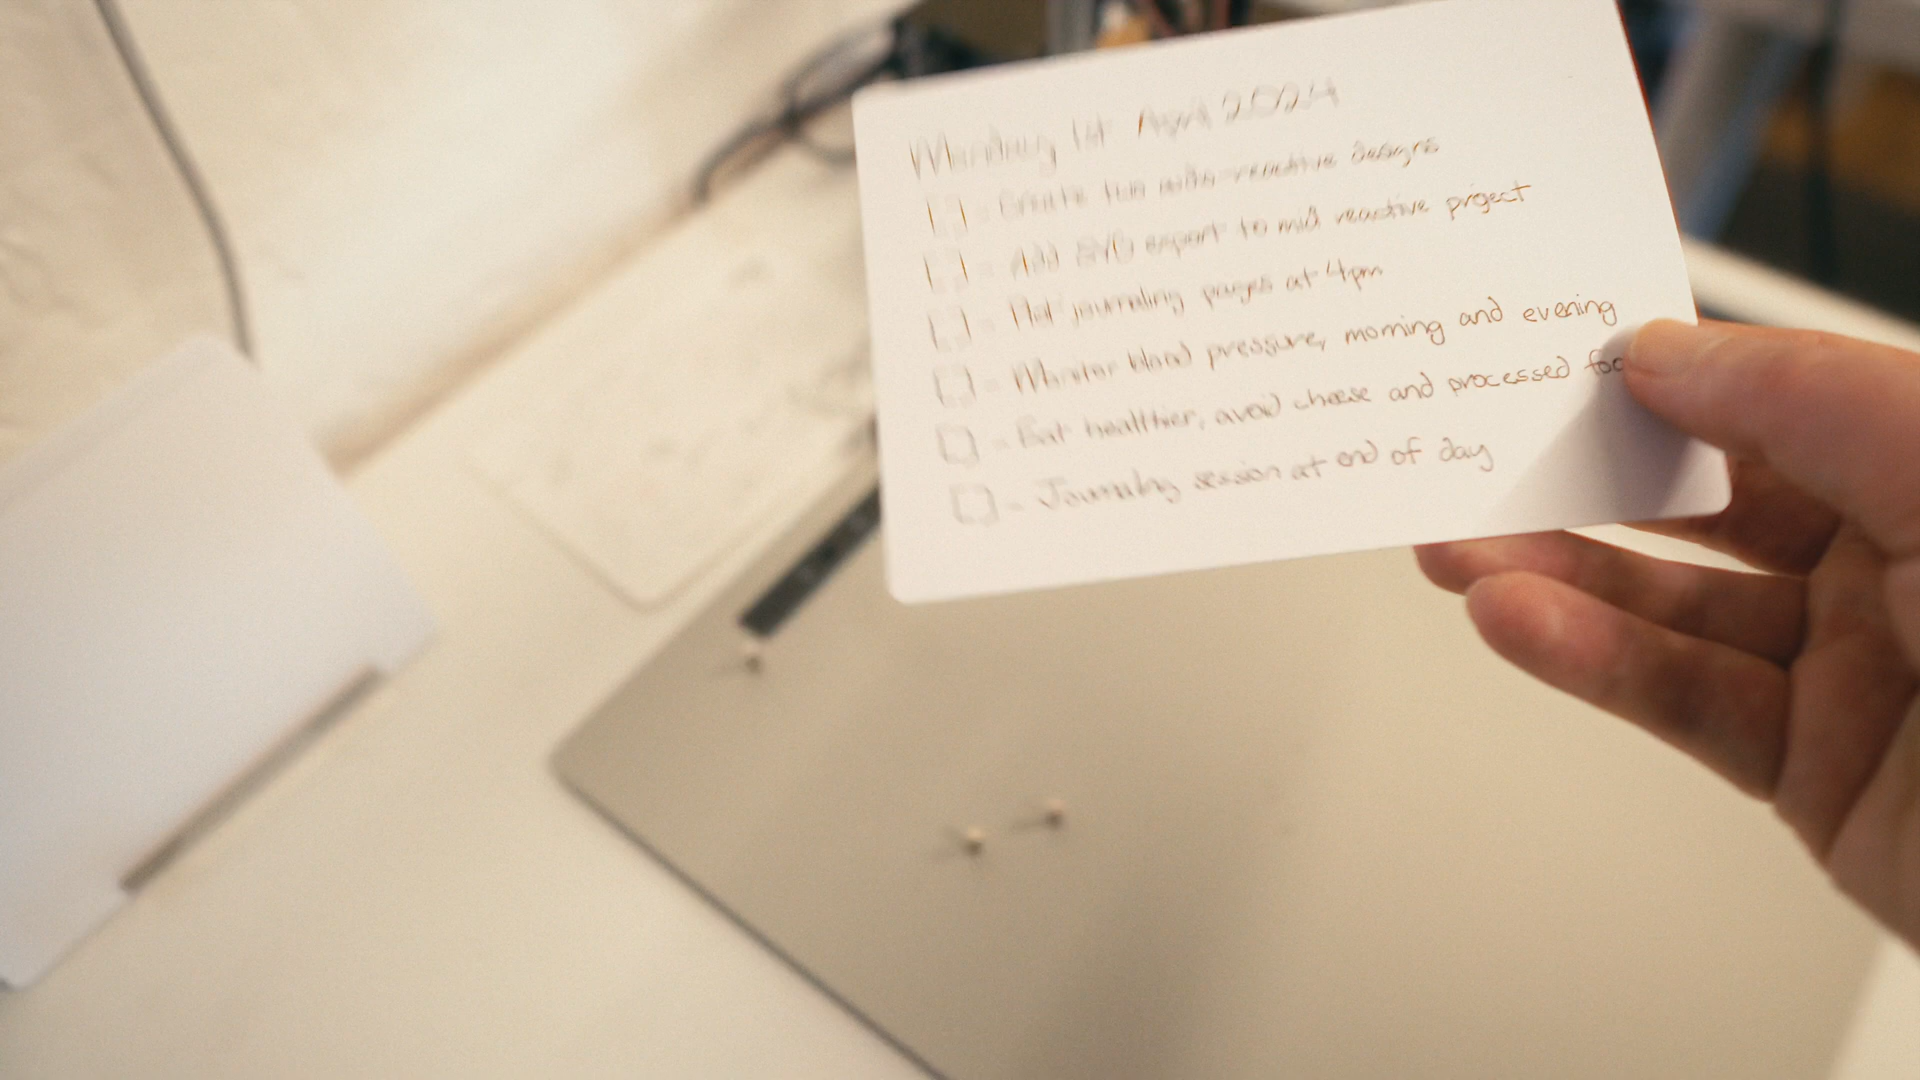 Monday 1st April 2024
- Create two audio-reactive designs
- Add SVG export to midi reactive project
- Plot journaling pages at 4pm
- Monitor blood pressure, morning and evening
- Eat healthier, avoid cheese and processed foo
- Journaling session at end of day